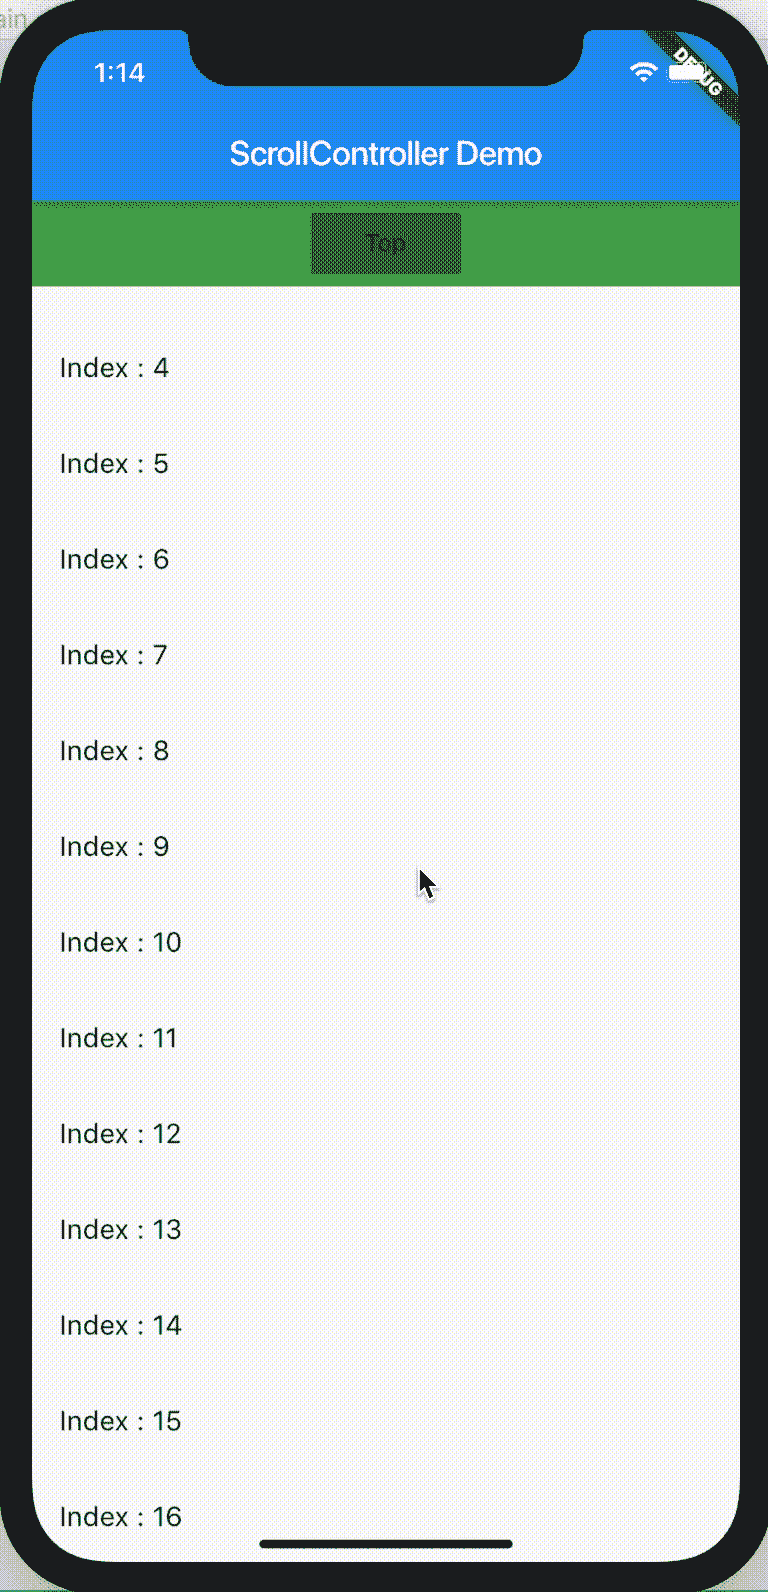 ain
1:14
DEBUG
ScrollController Demo
Top
Index : 4
Index : 5
Index : 6
Index : 7
Index : 8
Index : 9
Index : 10
Index : 11
Index : 12
Index : 13
Index : 14
Index : 15
Index : 16